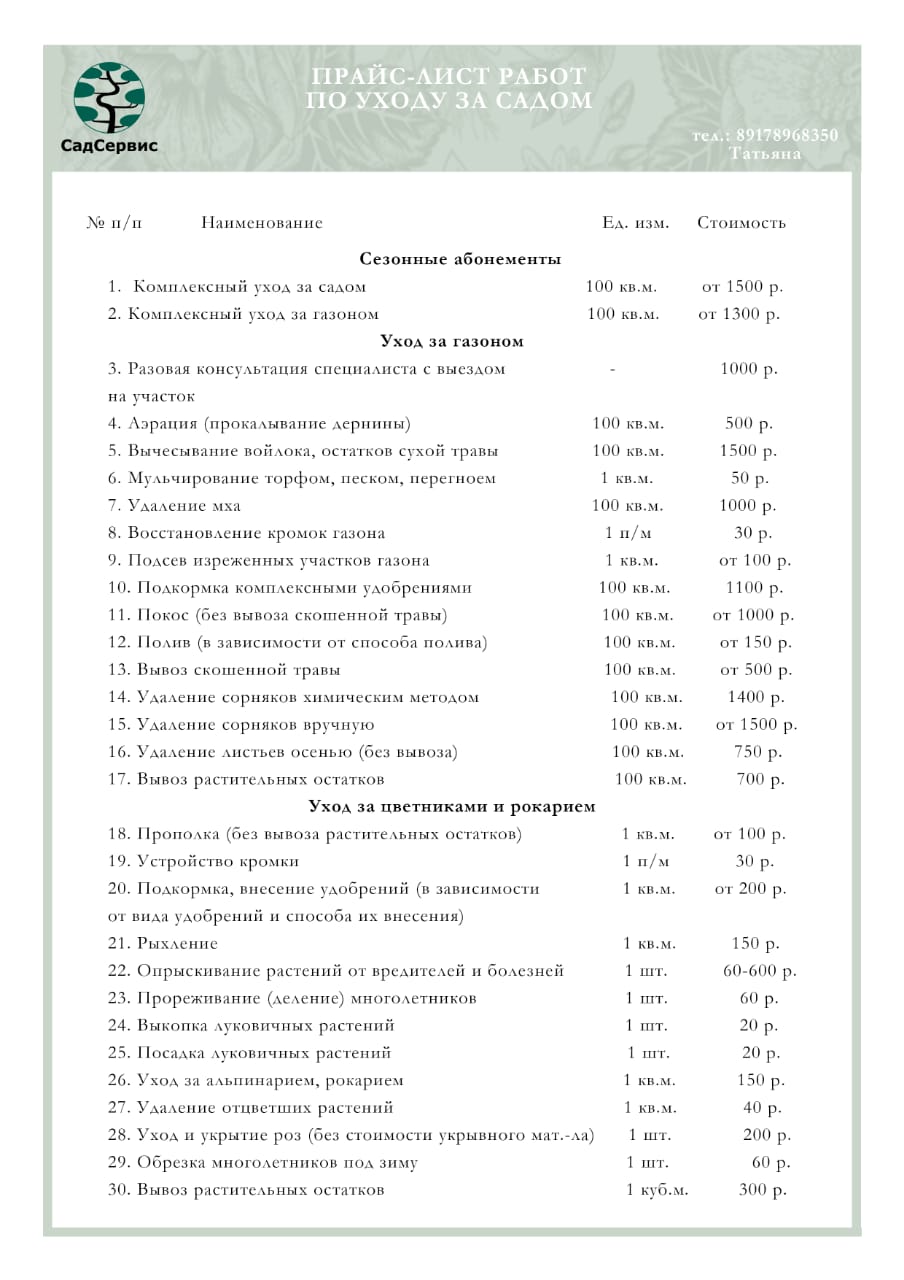 СадСервис
ПРАЙС-ЛИСТ РАБОТ
ПО УХОДУ ЗА САДОМ
тел.: 89178968350
Татьяна
№ п/п Наименование Ед. изм. Стоимость
Сезонные абонементы
1. Комплексный уход за садом 100 кв.м. от 1500 р.
2. Комплексный уход за газоном 100 кв.м. от 1300 р.
Уход за газоном
3. Разовая консультация специалиста с выездом - 1000 р.
на участок
4. Аэрация (прокалывание дернины) 100 кв.м. 500 р.
5. Вычесывание войлока, остатков сухой травы 100 кв.м. 1500 р.
6. Мульчирование торфом, песком, перегноем 1 кв.м. 50 р.
7. Удаление мха 100 кв.м. 1000 р.
8. Восстановление кромок газона 1 п/м 30 р.
9. Подсев изреженных участков газона 1 кв.м. от 100 р.
10. Подкормка комплексными удобрениями 100 кв.м. 1100 р.
11. Покос (без вывоза скошенной травы) 100 кв.м. от 1000 р.
12. Полив (в зависимости от способа полива) 100 кв.м. от 150 р.
13. Вывоз скошенной травы 100 кв.м. от 500 р.
14. Удаление сорняков химическим методом 100 кв.м. 1400 р.
15. Удаление сорняков вручную 100 кв.м. от 1500 р.
16. Удаление листьев осенью (без вывоза) 100 кв.м. 750 р.
17. Вывоз растительных остатков 100 кв.м. 700 р.
Уход за цветниками и рокарием
18. Прополка (без вывоза растительных остатков) 1 кв.м. от 100 р.
19. Устройство кромки 1 п/м 30 р.
20. Подкормка, внесение удобрений (в зависимости 1 кв.м. от 200 р.
от вида удобрений и способа их внесения)
21. Рыхление 1 кв.м. 150 р.
22. Опрыскивание растений от вредителей и болезней 1 шт. 60-600 р.
23. Прореживание (деление) многолетников 1 шт. 60 р.
24. Выкопка луковичных растений 1 шт. 20 р.
25. Посадка луковичных растений 1 шт. 20 р.
26. Уход за альпинарием, рокарием 1 кв.м. 150 р.
27. Удаление отцветших растений 1 кв.м. 40 р.
28. Уход и укрытие роз (без стоимости укрывного мат.-ла) 1 шт. 200 р.
29. Обрезка многолетников под зиму 1 шт. 60 р.
30. Вывоз растительных остатков 1 куб.м. 300 р.